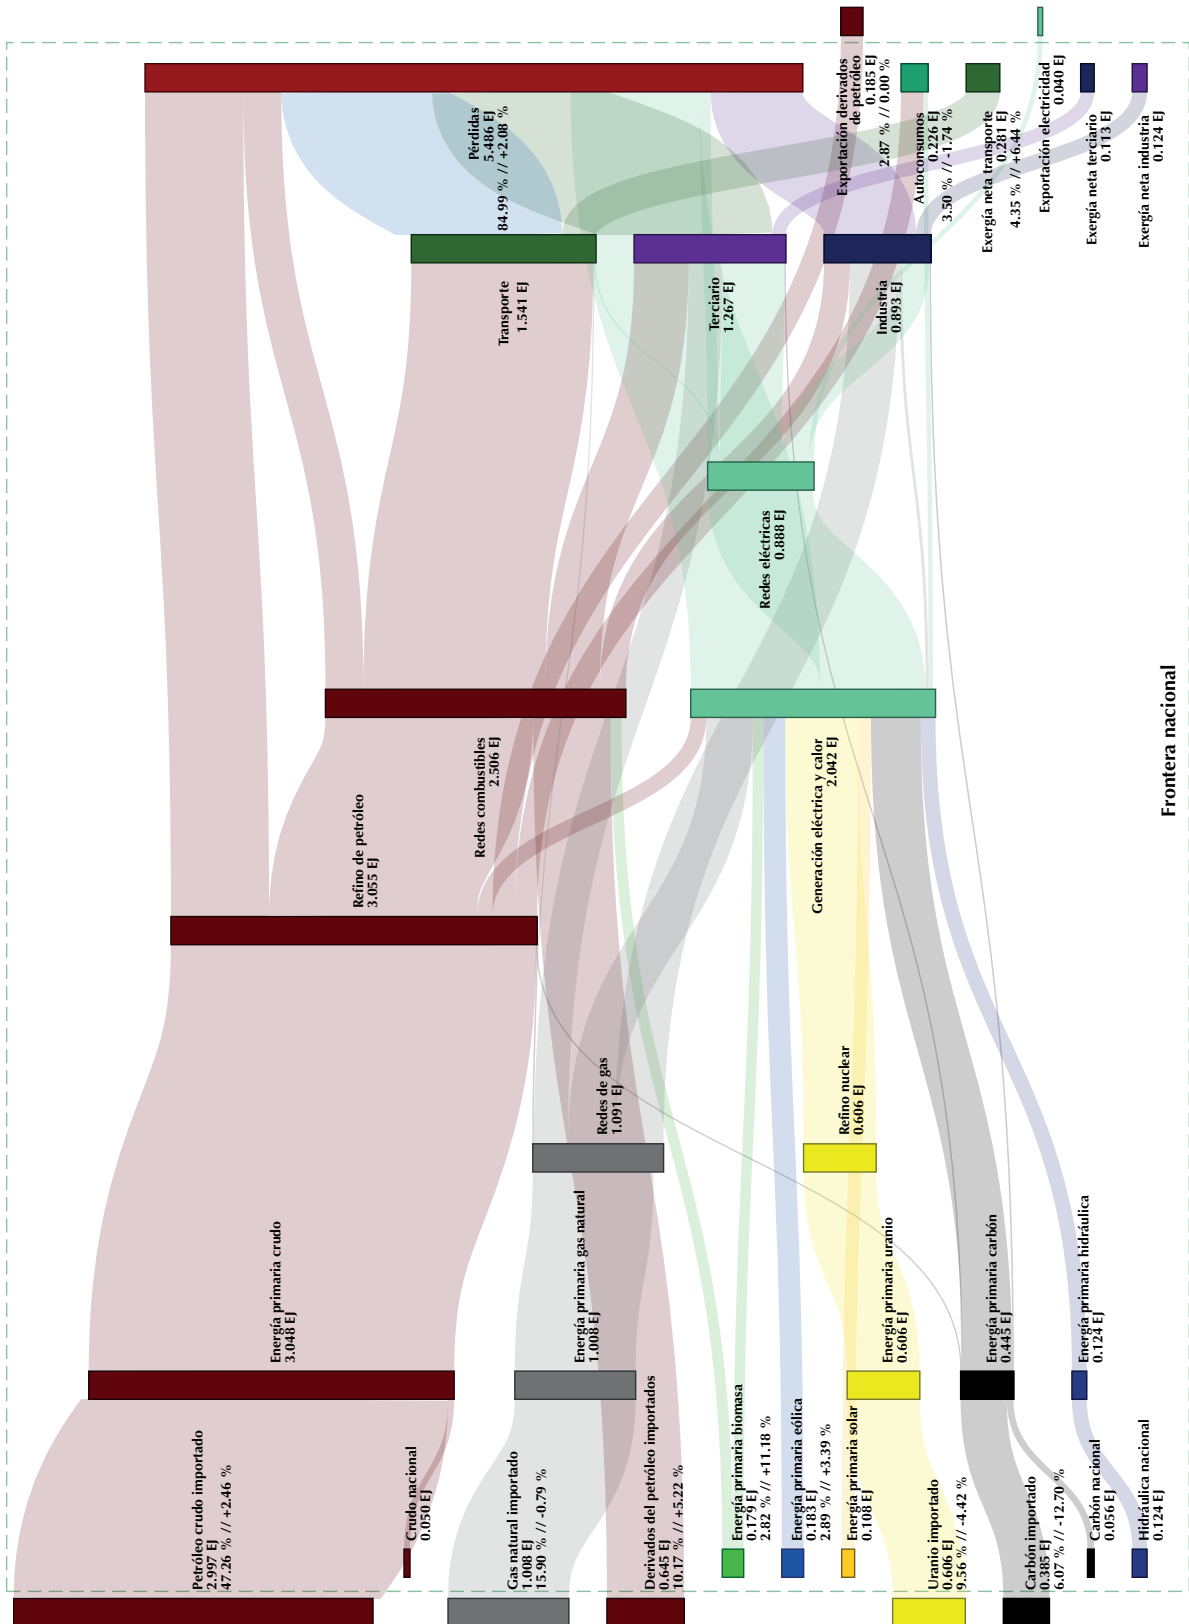 Petróleo crudo importado
2.997 EJ
47.26 % // +2.46 %
Crudo nacional
0.050 EJ
Gas natural importado
1.008 EJ
15.90 % // -0.79 %
Derivados del petróleo importados
0.645 EJ
10.17 % // +5.22 %
Energía primaria biomasa
0.179 EJ
2.82 % // +11.18 %
Energía primaria eólica
0.183 EJ
2.89 % // +3.39 %
Energía primaria solar
0.108 EJ
Uranio importado
0.606 EJ
9.56 % // -4.42 %
Carbón importado
0.385 EJ
6.07 % // -12.70 %
Carbón nacional
0.056 EJ
Hidráulica nacional
0.124 EJ
Energía primaria crudo
3.048 EJ
Energía primaria gas natural
1.008 EJ
Energía primaria uranio
0.606 EJ
Energía primaria carbón
0.445 EJ
Energía primaria hidráulica
0.124 EJ
Redes de gas
1.091 EJ
Refino nuclear
0.606 EJ
Refino de petróleo
3.055 EJ
Redes combustibles
2.506 EJ
Generación eléctrica y calor
2.042 EJ
Redes eléctricas
0.888 EJ
Transporte
1.541 EJ
Terciario
1.267 EJ
Industria
0.893 EJ
Pérdidas
5.486 EJ
84.99 % // +2.08 %
Exportación derivados
de petróleo
0.185 EJ
2.87 % // 0.00 %
Autoconsumos
0.226 EJ
3.50 % // -1.74 %
Exergía neta transporte
0.281 EJ
4.35 % // +6.44 %
Exportación electricidad
0.040 EJ
Exergía neta terciario
0.113 EJ
Exergía neta industria
0.124 EJ
Frontera nacional